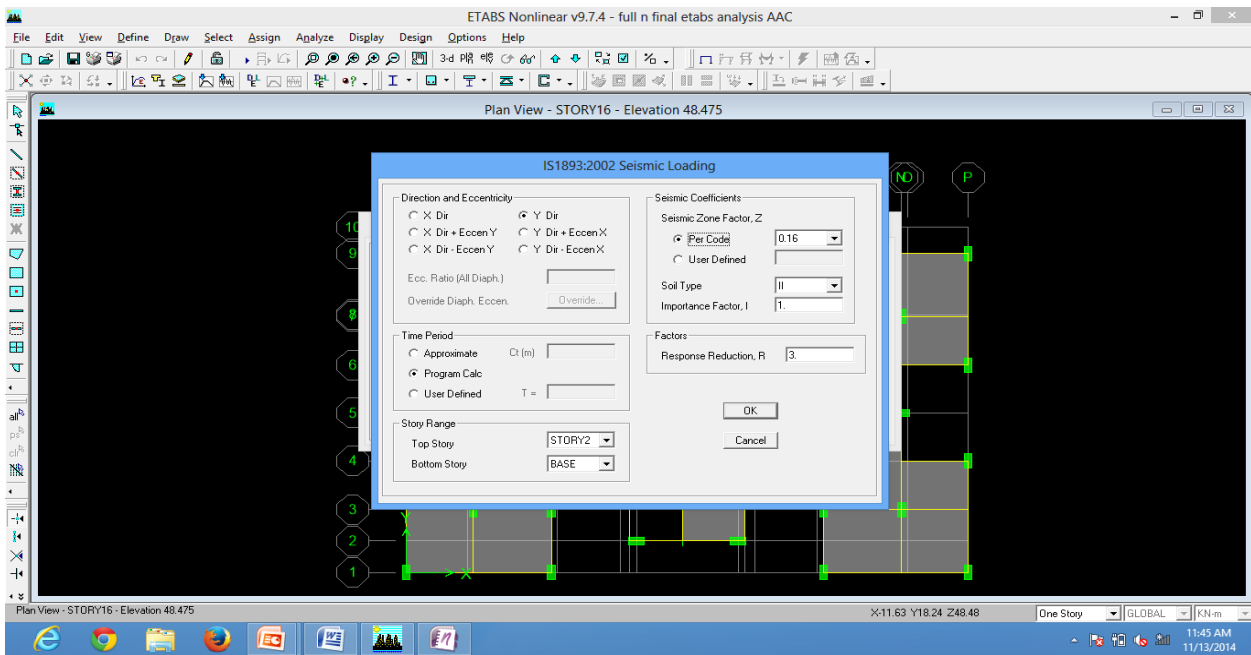 ETABS Nonlinear v9.7.4 - full n final etabs analysis AAC
File Edit View Define Draw Select Assign Analyze Display Design Options Help
3-d
Plan View - STORY16 - Elevation 48.475
IS1893:2002 Seismic Loading
Direction and Eccentricity
X Dir Y Dir
X Dir + Eccen Y Y Dir + Eccen X
X Dir - Eccen Y Y Dir - Eccen X
Ecc. Ratio (All Diaph.)
Override Diaph. Eccen. Override...
Time Period
Approximate Ct (m)
Program Calc
User Defined T =
Story Range
Top Story STORY2
Bottom Story BASE
Seismic Coefficients
Seismic Zone Factor, Z
Per Code 0.16
User Defined
Soil Type II
Importance Factor, I 1.
Factors
Response Reduction, R 3.
OK
Cancel
P
10
9
8
6
5
4
3
2
1
Y
X
all
Plan View - STORY16 - Elevation 48.475
X-11.63 Y18.24 Z48.48
One Story GLOBAL KN-m
11:45 AM
11/13/2014